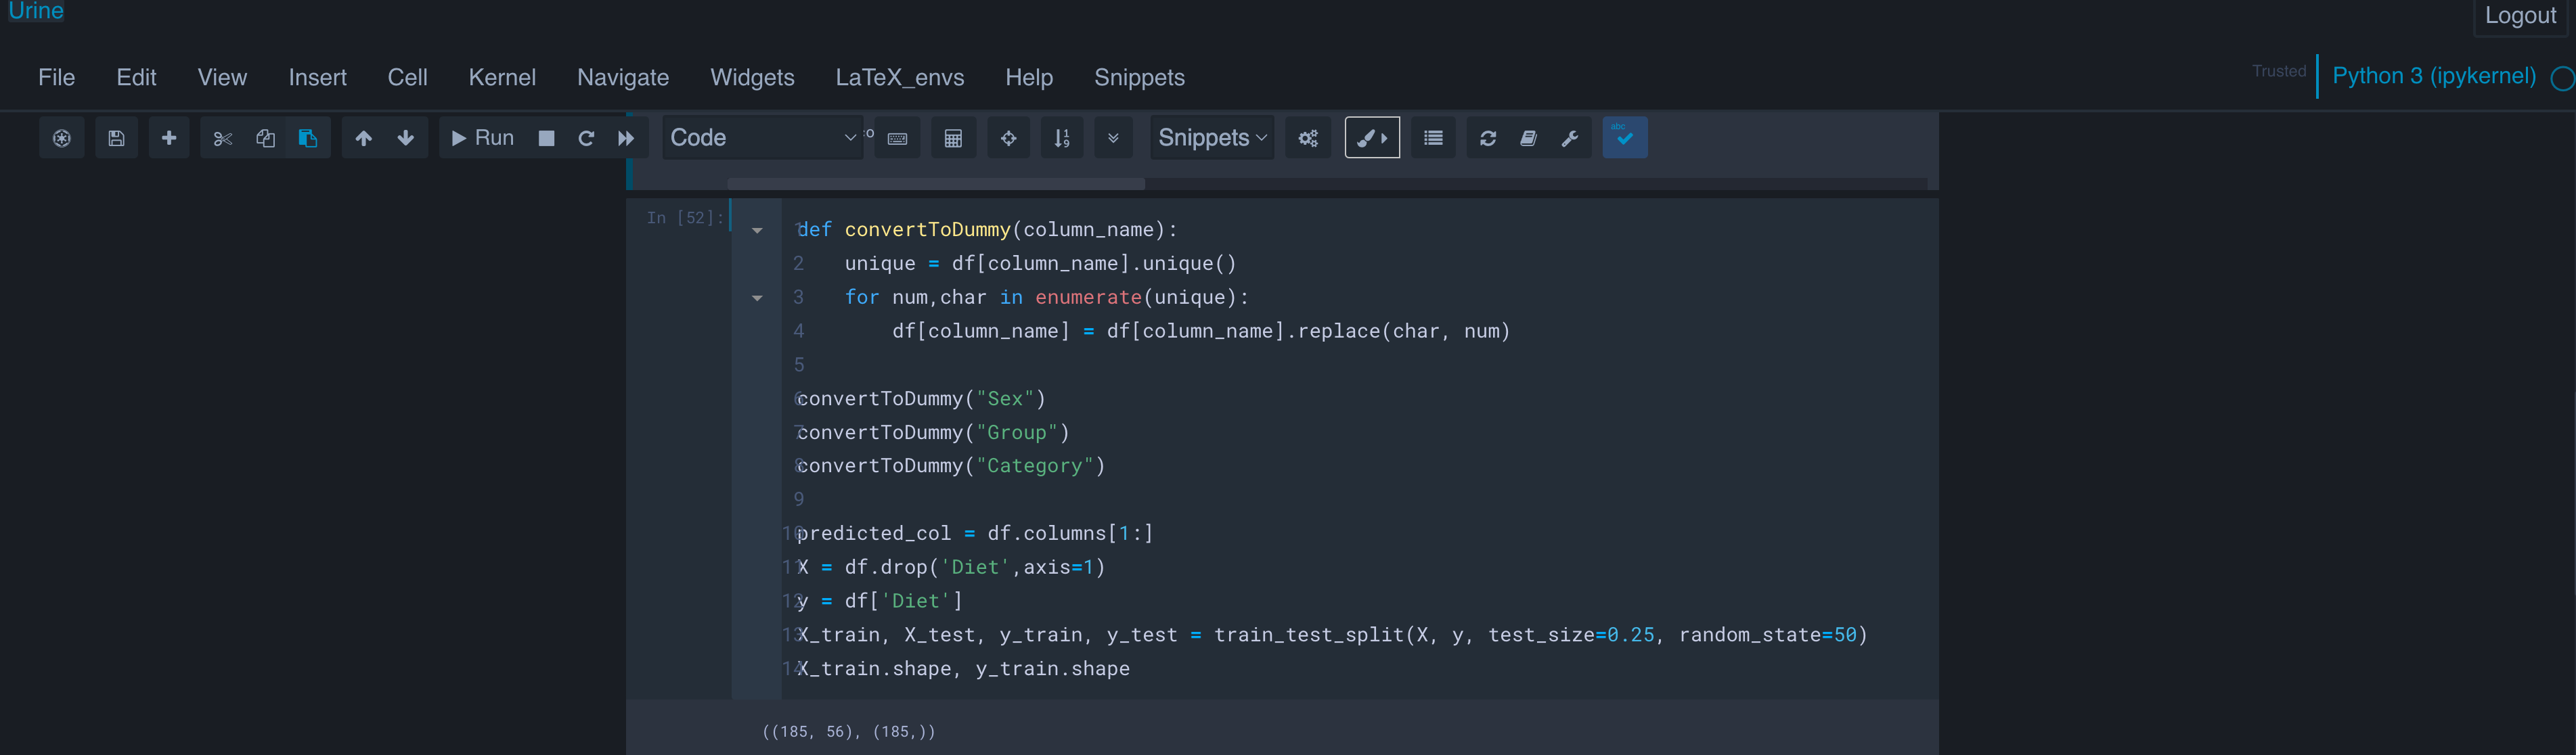 Urine
Logout
File Edit View Insert Cell Kernel Navigate Widgets LaTeX_envs Help Snippets
Trusted Python 3 (ipykernel)
Run Code Snippets abc
In [52]:
1 def convertToDummy(column_name):
2 unique = df[column_name].unique()
3 for num,char in enumerate(unique):
4 df[column_name] = df[column_name].replace(char, num)
5
6 convertToDummy("Sex")
7 convertToDummy("Group")
8 convertToDummy("Category")
9
10 predicted_col = df.columns[1:]
11 X = df.drop('Diet',axis=1)
12 y = df['Diet']
13 X_train, X_test, y_train, y_test = train_test_split(X, y, test_size=0.25, random_state=50)
14 X_train.shape, y_train.shape
((185, 56), (185,))